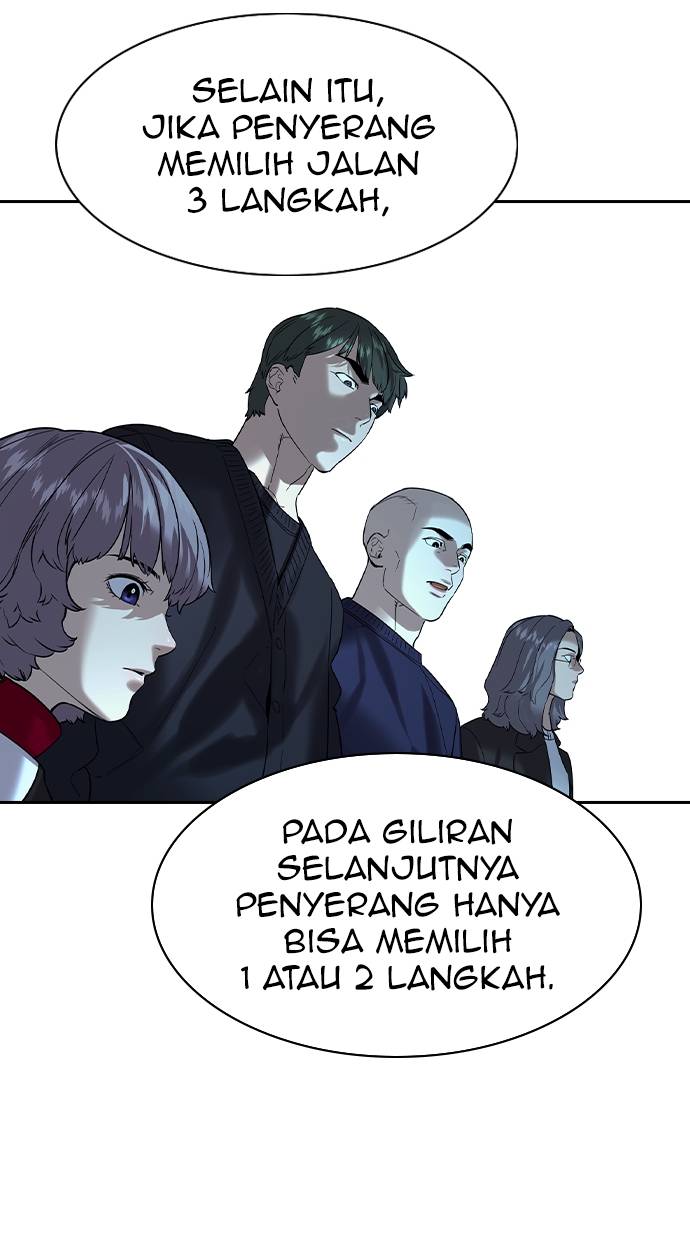 SELAIN ITU,
JIKA PENYERANG
MEMILIH JALAN
3 LANGKAH,
PADA GILIRAN
SELANJUTNYA
PENYERANG HANYA
BISA MEMILIH
1 ATAU 2 LANGKAH.